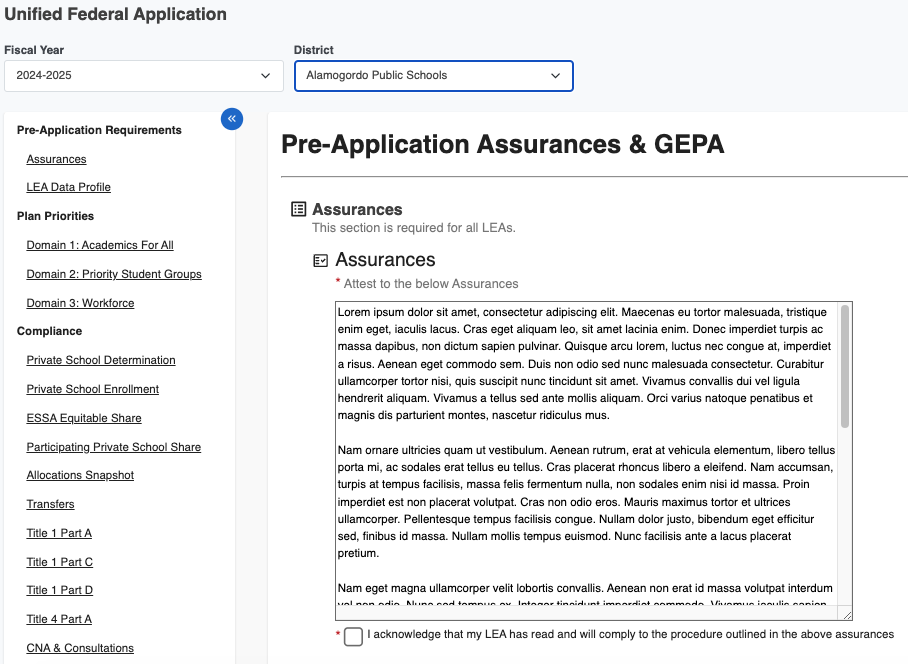 Unified Federal Application
Fiscal Year
District
2024-2025
Alamogordo Public Schools
Pre-Application Requirements
Assurances
LEA Data Profile
Plan Priorities
Domain 1: Academics For All
Domain 2: Priority Student Groups
Domain 3: Workforce
Compliance
Private School Determination
Private School Enrollment
ESSA Equitable Share
Participating Private School Share
Allocations Snapshot
Transfers
Title 1 Part A
Title 1 Part C
Title 1 Part D
Title 4 Part A
CNA & Consultations
«
Pre-Application Assurances & GEPA
Assurances
This section is required for all LEAs.
Assurances
* Attest to the below Assurances
Lorem ipsum dolor sit amet, consectetur adipiscing elit. Maecenas eu tortor malesuada, tristique
enim eget, iaculis lacus. Cras eget aliquam leo, sit amet lacinia enim. Donec imperdiet turpis ac
massa dapibus, non dictum sapien pulvinar. Quisque arcu lorem, luctus nec congue at, imperdiet
a risus. Aenean eget commodo sem. Duis non odio sed nunc malesuada consectetur. Curabitur
ullamcorper tortor nisi, quis suscipit nunc tincidunt sit amet. Vivamus convallis dui vel ligula
hendrerit aliquam. Vivamus a tellus sed ante mollis aliquam. Orci varius natoque penatibus et
magnis dis parturient montes, nascetur ridiculus mus.
Nam ornare ultricies quam ut vestibulum. Aenean rutrum, erat at vehicula elementum, libero tellus
porta mi, ac sodales erat tellus eu tellus. Cras placerat rhoncus libero a eleifend. Nam accumsan,
turpis at tempus facilisis, massa felis fermentum nulla, non sodales enim nisi id massa. Proin
imperdiet est non placerat volutpat. Cras non odio eros. Mauris maximus tortor et ultrices
ullamcorper. Pellentesque tempus facilisis congue. Nullam dolor justo, bibendum eget efficitur
sed, finibus id massa. Nullam mollis tempus euismod. Nunc facilisis ante a lacus placerat
pretium.
Nam eget magna ullamcorper velit lobortis convallis. Aenean non erat id massa volutpat interdum
vel non odio. Nunc sed tempus ex. Integer tincidunt imperdiet commodo. Vivamus iaculis sapien
* I acknowledge that my LEA has read and will comply to the procedure outlined in the above assurances